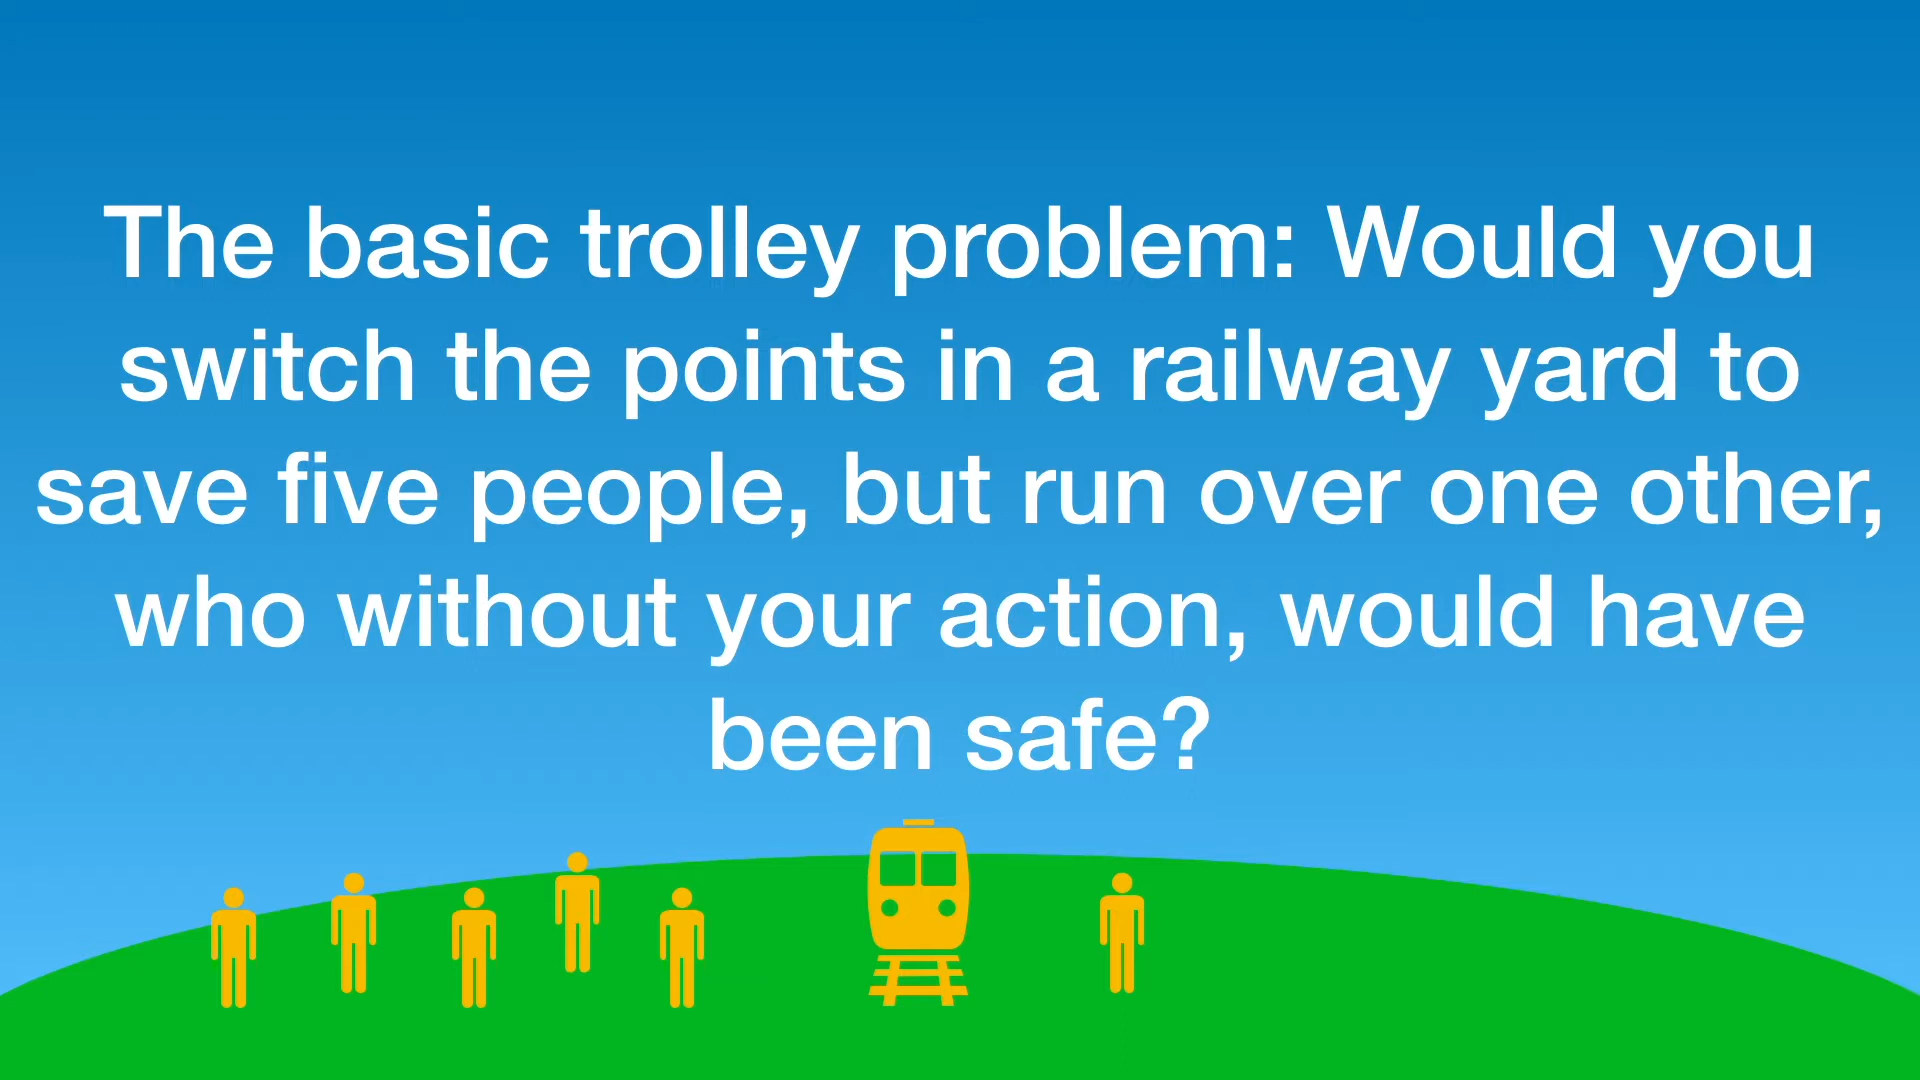 The basic trolley problem: Would you
switch the points in a railway yard to
save five people, but run over one other,
who without your action, would have
been safe?